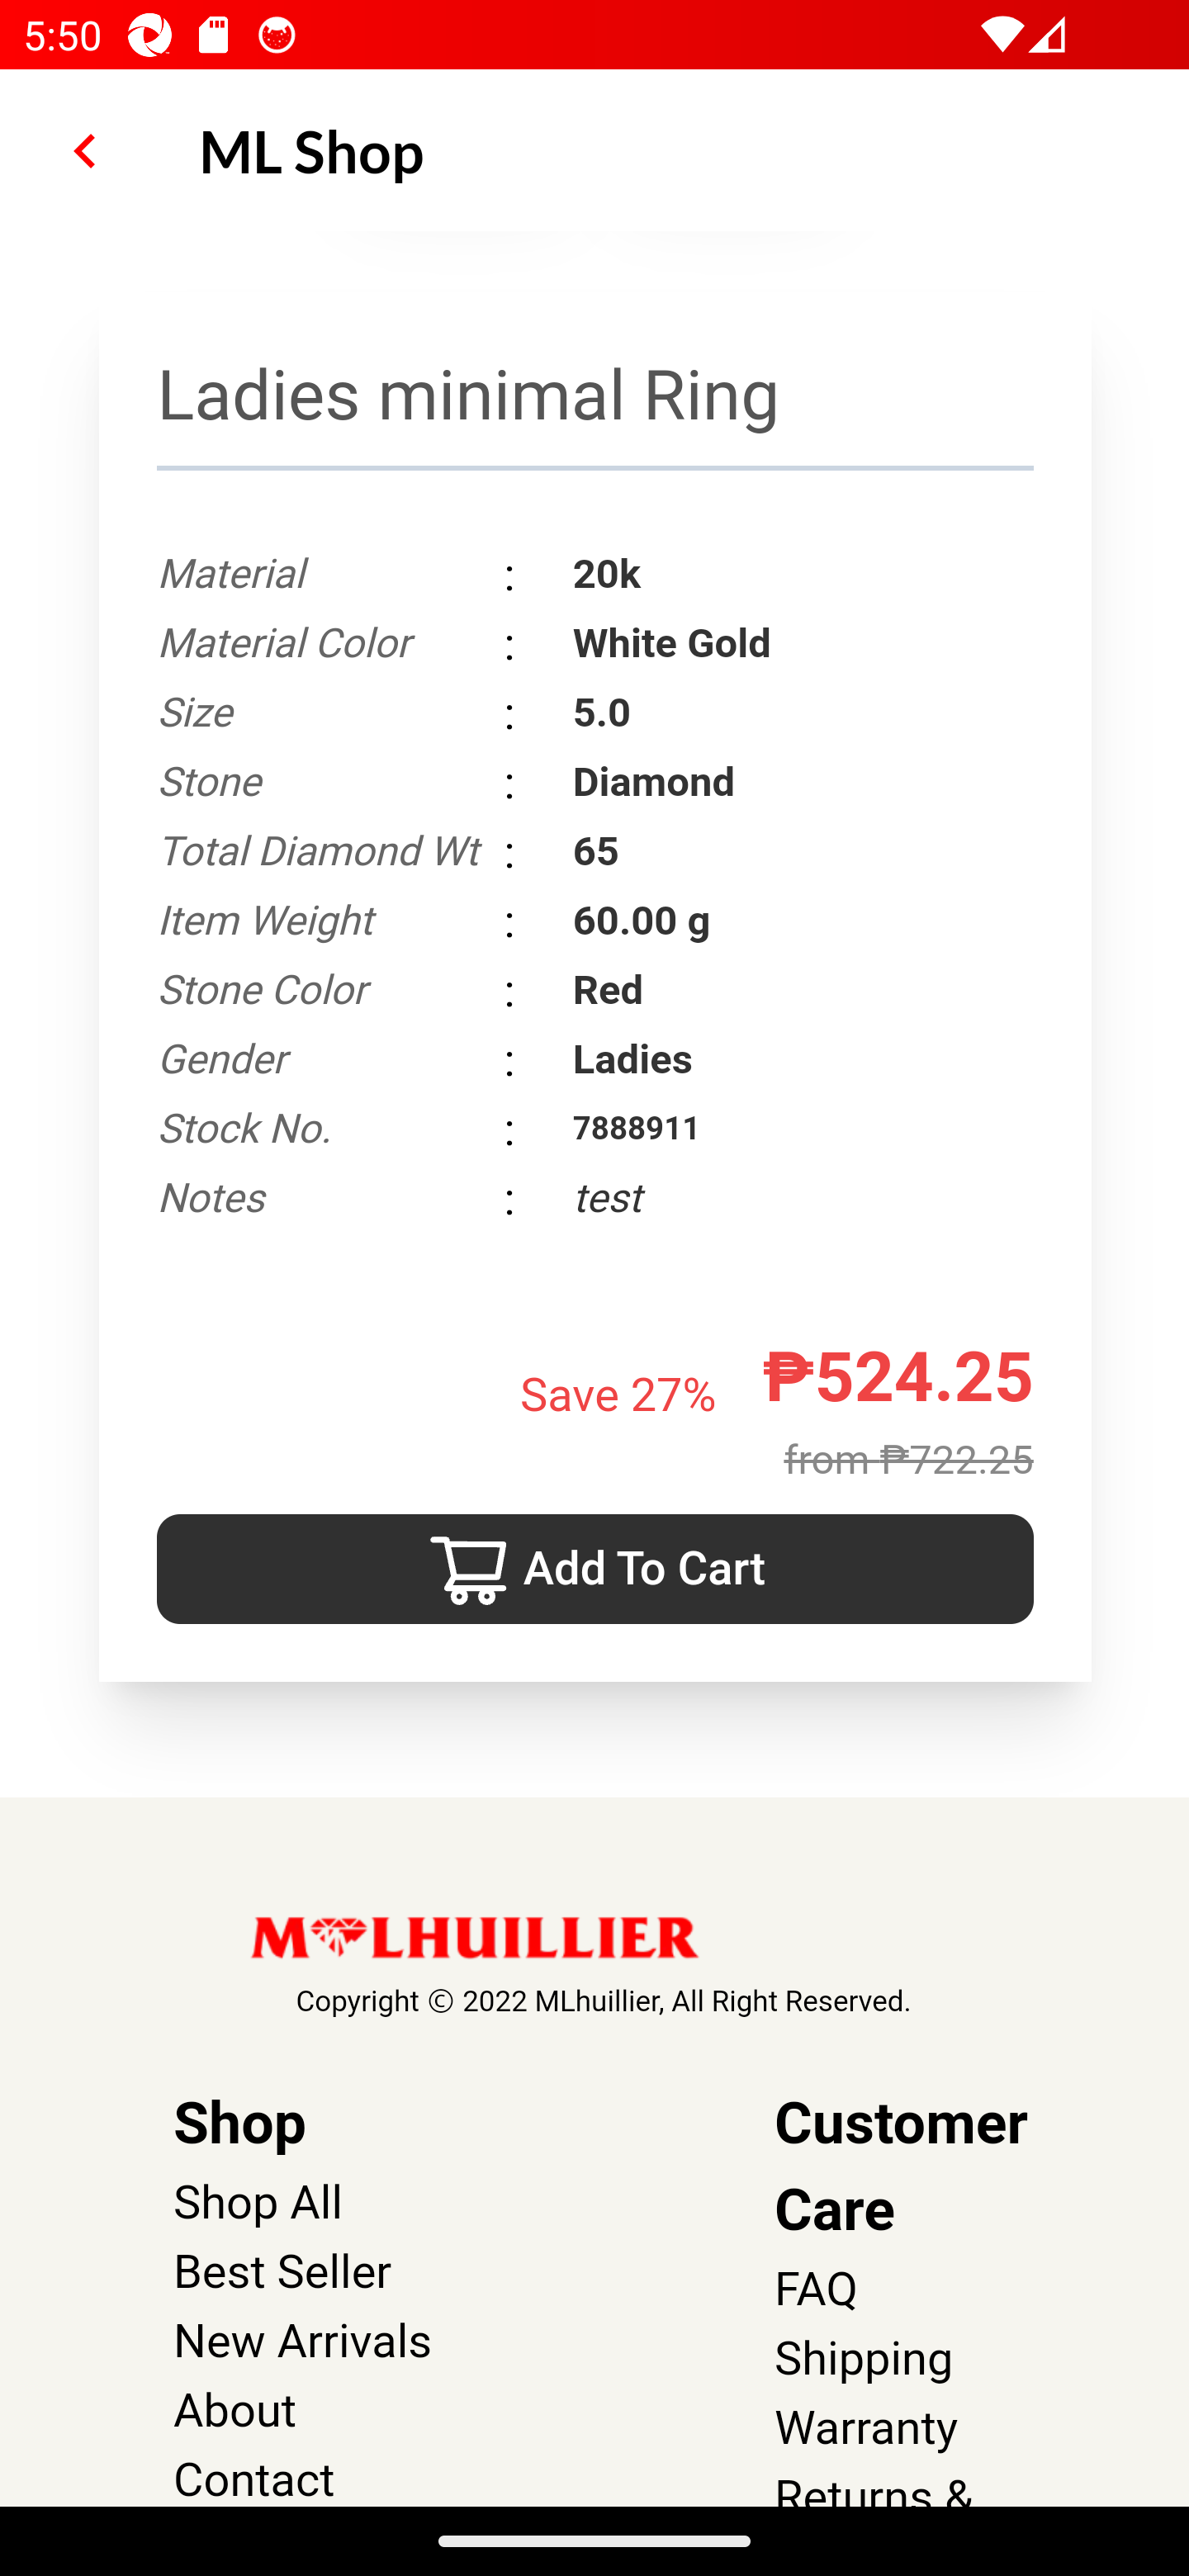 5:50
ML Shop
Ladies minimal Ring
Material : 20k
Material Color : White Gold
Size : 5.0
Stone : Diamond
Total Diamond Wt : 65
Item Weight : 60.00 g
Stone Color : Red
Gender : Ladies
Stock No. : 7888911
Notes : test
Save 27% ₱524.25
from ₱722.25
Add To Cart
M LHUILLIER
Copyright © 2022 MLhuillier, All Right Reserved.
Shop
Shop All
Best Seller
New Arrivals
About
Contact
Customer
Care
FAQ
Shipping
Warranty
Returns &